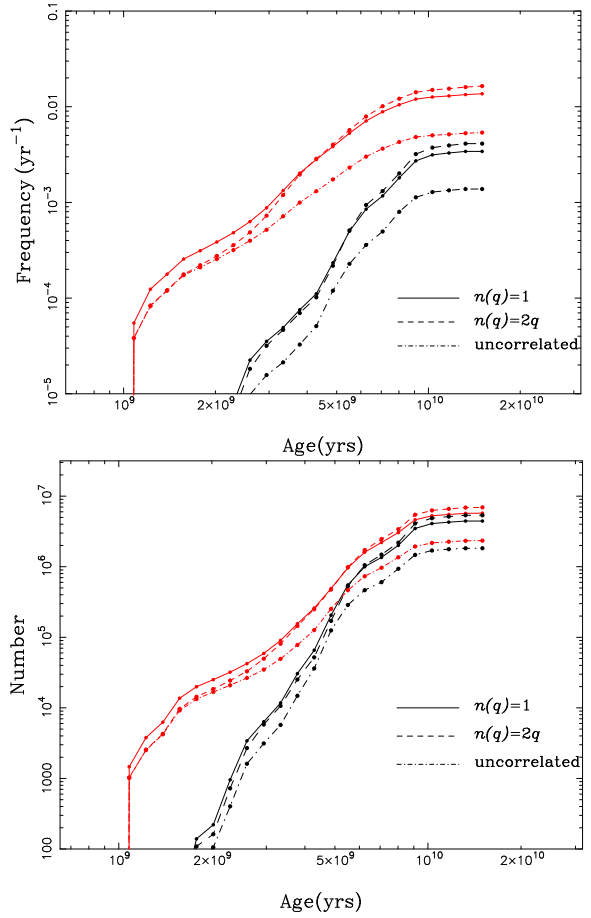 0.1
0.01
10⁻³
10⁻⁴
10⁻⁵
Frequency (yr⁻¹)
n(q)=1
n(q)=2q
uncorrelated
10⁹
2×10⁹
5×10⁹
10¹⁰
2×10¹⁰
Age(yrs)
10⁷
10⁶
10⁵
10⁴
1000
100
Number
n(q)=1
n(q)=2q
uncorrelated
10⁹
2×10⁹
5×10⁹
10¹⁰
2×10¹⁰
Age(yrs)